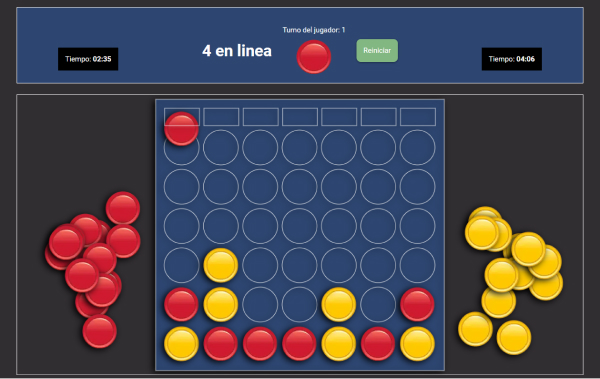 Turno del jugador: 1
4 en linea
Reiniciar
Tiempo: 02:35
Tiempo: 04:06